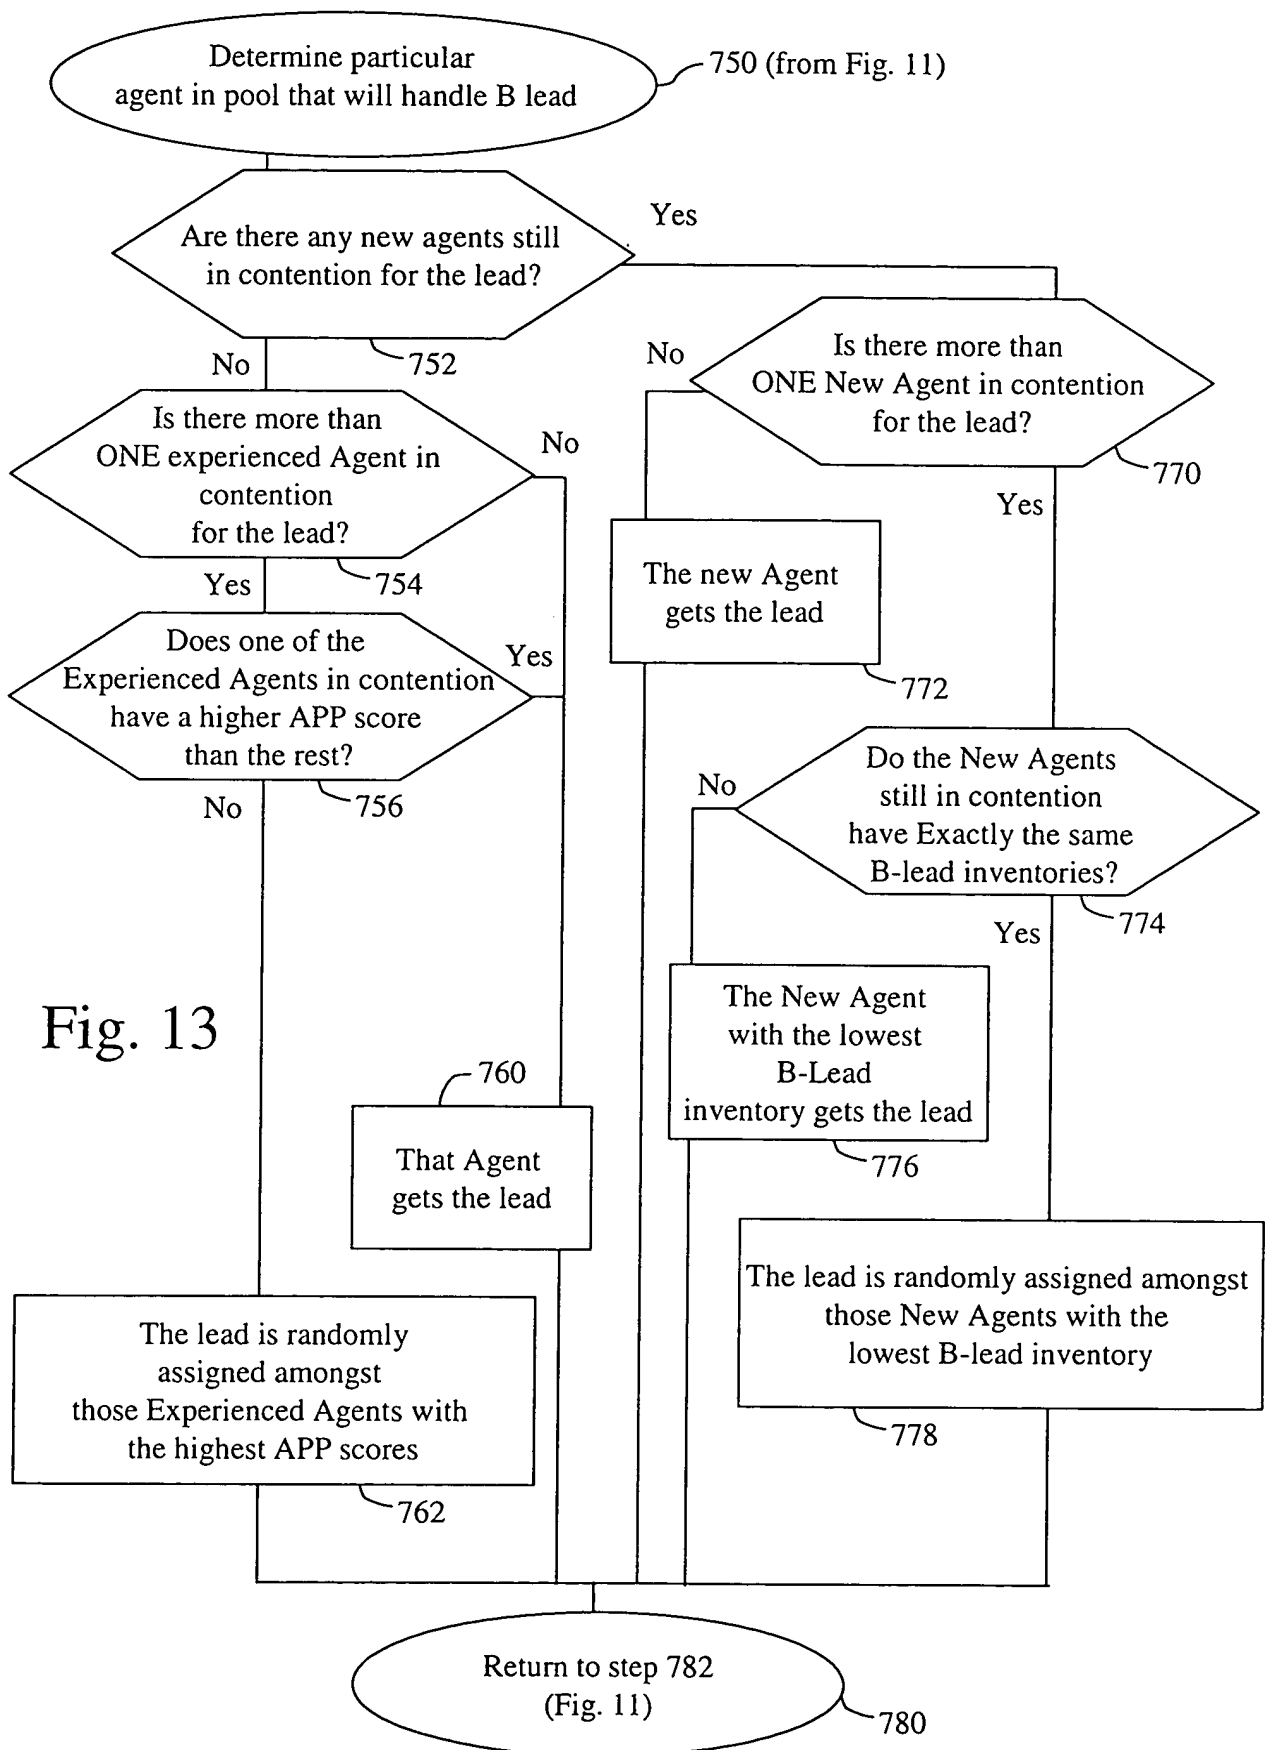 Determine particular
agent in pool that will handle B lead
750 (from Fig. 11)
Are there any new agents still
in contention for the lead?
Yes
752
No
Is there more than
ONE New Agent in contention
for the lead?
No
770
Yes
Is there more than
ONE experienced Agent in
contention
for the lead?
No
754
Yes
The new Agent
gets the lead
772
Does one of the
Experienced Agents in contention
have a higher APP score
than the rest?
Yes
756
No
Do the New Agents
still in contention
have Exactly the same
B-lead inventories?
No
774
Yes
Fig. 13
The New Agent
with the lowest
B-Lead
inventory gets the lead
776
760
That Agent
gets the lead
The lead is randomly assigned amongst
those New Agents with the
lowest B-lead inventory
778
The lead is randomly
assigned amongst
those Experienced Agents with
the highest APP scores
762
Return to step 782
(Fig. 11)
780